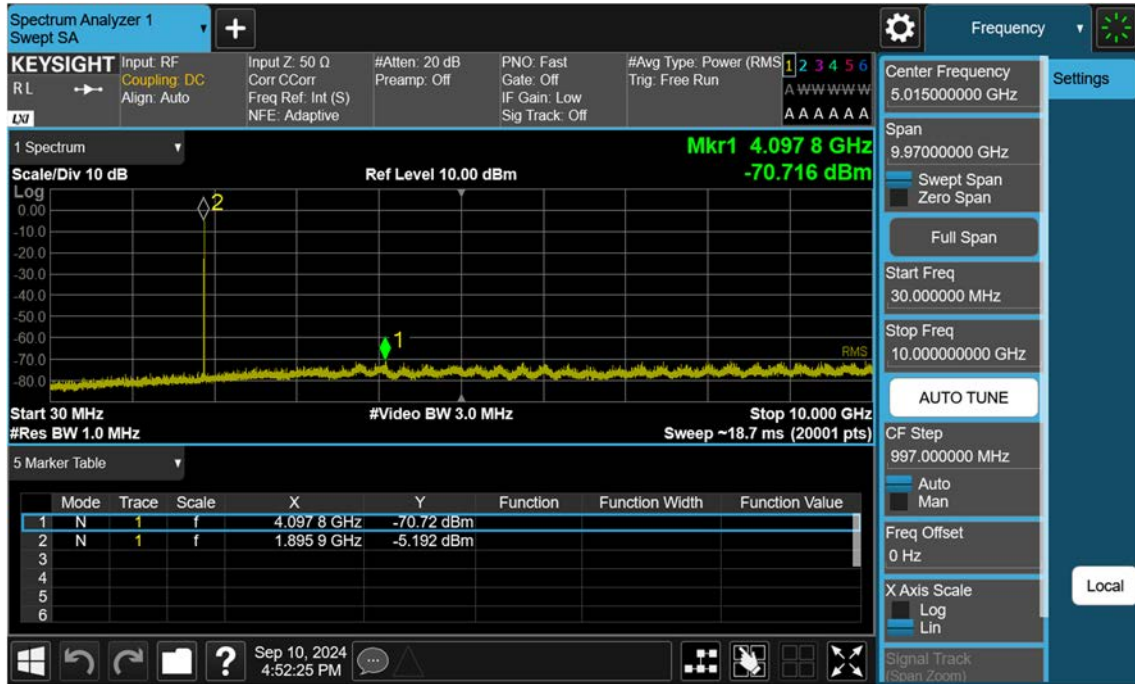 Spectrum Analyzer 1
Swept SA
+
Frequency
KEYSIGHT
RL
LXI
Input: RF
Coupling: DC
Align: Auto
Input Z: 50 Ω
Corr CCorr
Freq Ref: Int (S)
NFE: Adaptive
#Atten: 20 dB
Preamp: Off
PNO: Fast
Gate: Off
IF Gain: Low
Sig Track: Off
#Avg Type: Power (RMS
Trig: Free Run
1 2 3 4 5 6
A W W W W W
A A A A A A
1 Spectrum
Mkr1 4.097 8 GHz
-70.716 dBm
Scale/Div 10 dB
Ref Level 10.00 dBm
Log
0.00
-10.0
-20.0
-30.0
-40.0
-50.0
-60.0
-70.0
-80.0
2
1
RMS
Start 30 MHz
#Video BW 3.0 MHz
Stop 10.000 GHz
#Res BW 1.0 MHz
Sweep ~18.7 ms (20001 pts)
5 Marker Table
Mode Trace Scale X Y Function Function Width Function Value
1 N 1 f 4.097 8 GHz -70.72 dBm
2 N 1 f 1.895 9 GHz -5.192 dBm
3
4
5
6
?
Sep 10, 2024
4:52:25 PM
Center Frequency
5.015000000 GHz
Span
9.97000000 GHz
Swept Span
Zero Span
Full Span
Start Freq
30.000000 MHz
Stop Freq
10.000000000 GHz
AUTO TUNE
CF Step
997.000000 MHz
Auto
Man
Freq Offset
0 Hz
X Axis Scale
Log
Lin
Signal Track
(Span Zoom)
Settings
Local